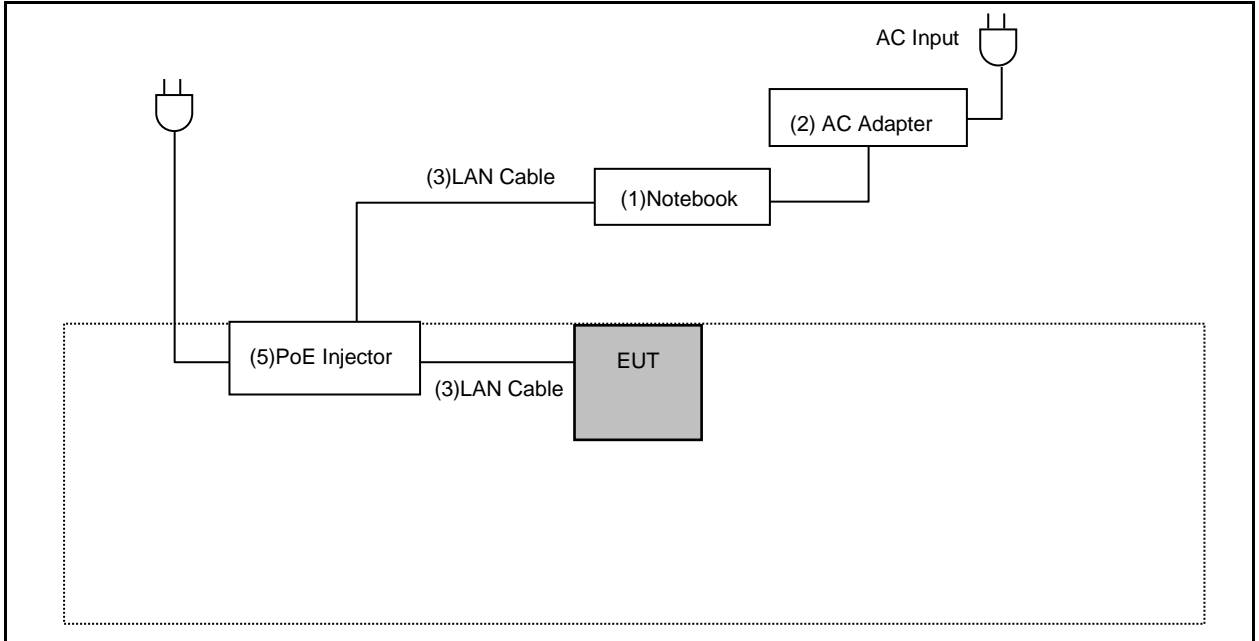 AC Input
(2) AC Adapter
(3)LAN Cable
(1)Notebook
(5)PoE Injector
EUT
(3)LAN Cable